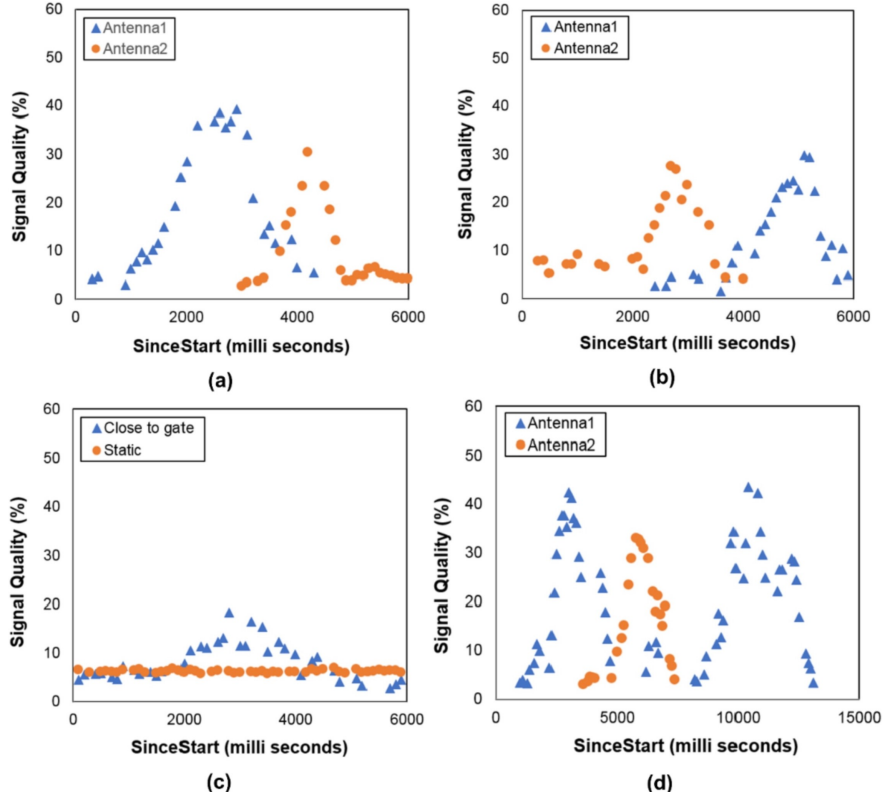 60
50
40
30
20
10
0
Signal Quality (%)
Antenna1
Antenna2
0 2000 4000 6000
SinceStart (milli seconds)
(a)
60
50
40
30
20
10
0
Signal Quality (%)
Antenna1
Antenna2
0 2000 4000 6000
SinceStart (milli seconds)
(b)
60
50
40
30
20
10
0
Signal Quality (%)
Close to gate
Static
0 2000 4000 6000
SinceStart (milli seconds)
(c)
60
50
40
30
20
10
0
Signal Quality (%)
Antenna1
Antenna2
0 5000 10000 15000
SinceStart (milli seconds)
(d)